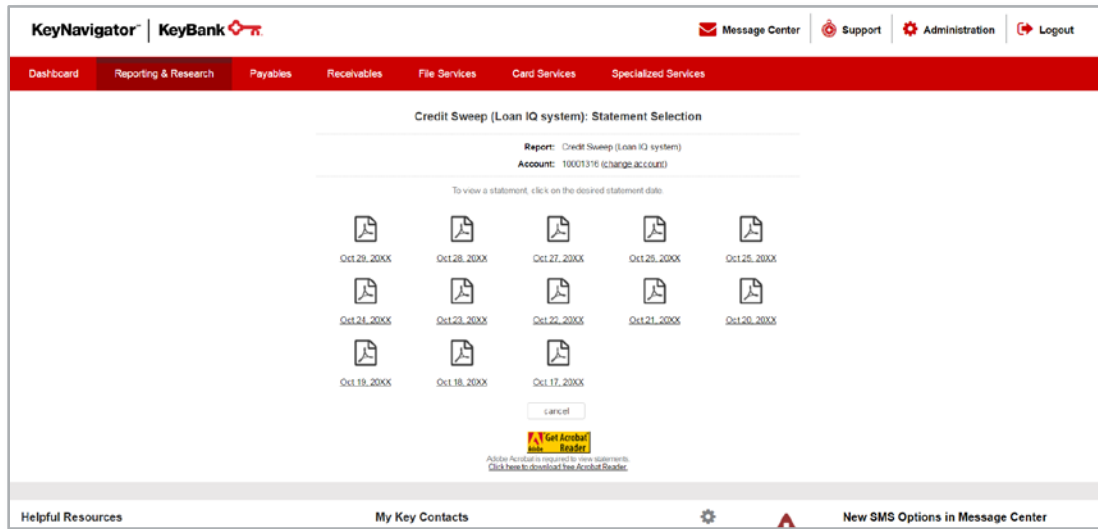 KeyNavigator™ | KeyBank
Message Center
Support
Administration
Logout
Dashboard
Reporting & Research
Payables
Receivables
File Services
Card Services
Specialized Services
Credit Sweep (Loan IQ system): Statement Selection
Report: Credit Sweep (Loan IQ system)
Account: 10001316 (change account)
To view a statement, click on the desired statement date.
Oct 29, 20XX
Oct 28, 20XX
Oct 27, 20XX
Oct 26, 20XX
Oct 25, 20XX
Oct 24, 20XX
Oct 23, 20XX
Oct 22, 20XX
Oct 21, 20XX
Oct 20, 20XX
Oct 19, 20XX
Oct 18, 20XX
Oct 17, 20XX
cancel
Get Acrobat
Adobe Reader
Adobe Acrobat is required to view statements.
Click here to download free Acrobat Reader.
Helpful Resources
My Key Contacts
New SMS Options in Message Center